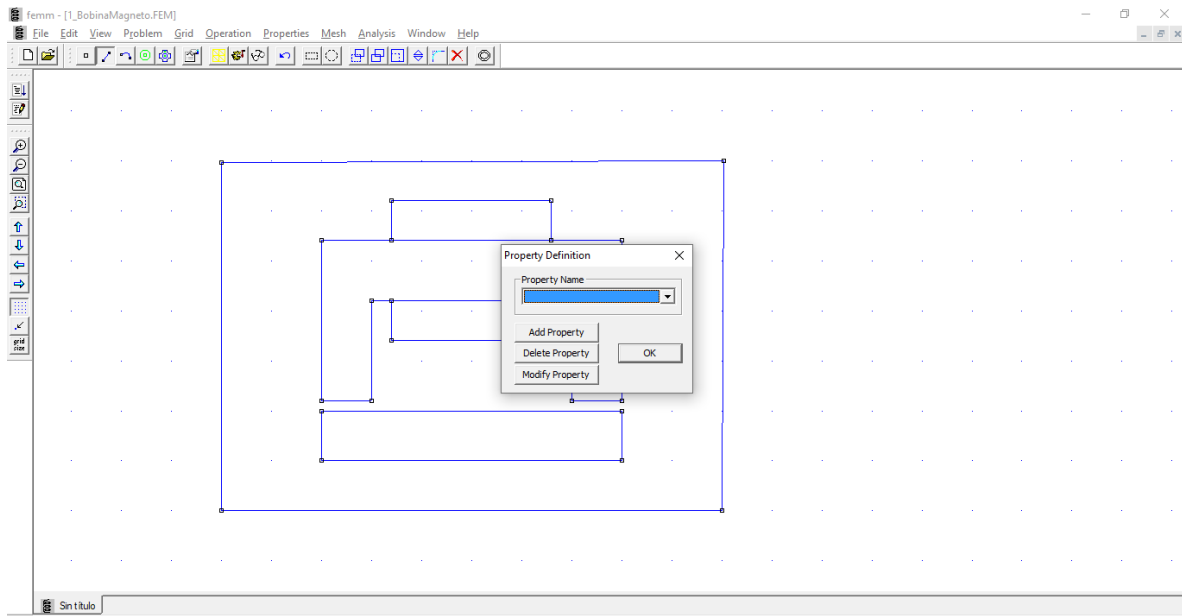 femm - [1_BobinaMagneto.FEM]
File Edit View Problem Grid Operation Properties Mesh Analysis Window Help
Property Definition
Property Name
Add Property
Delete Property
OK
Modify Property
grid
size
Sin título